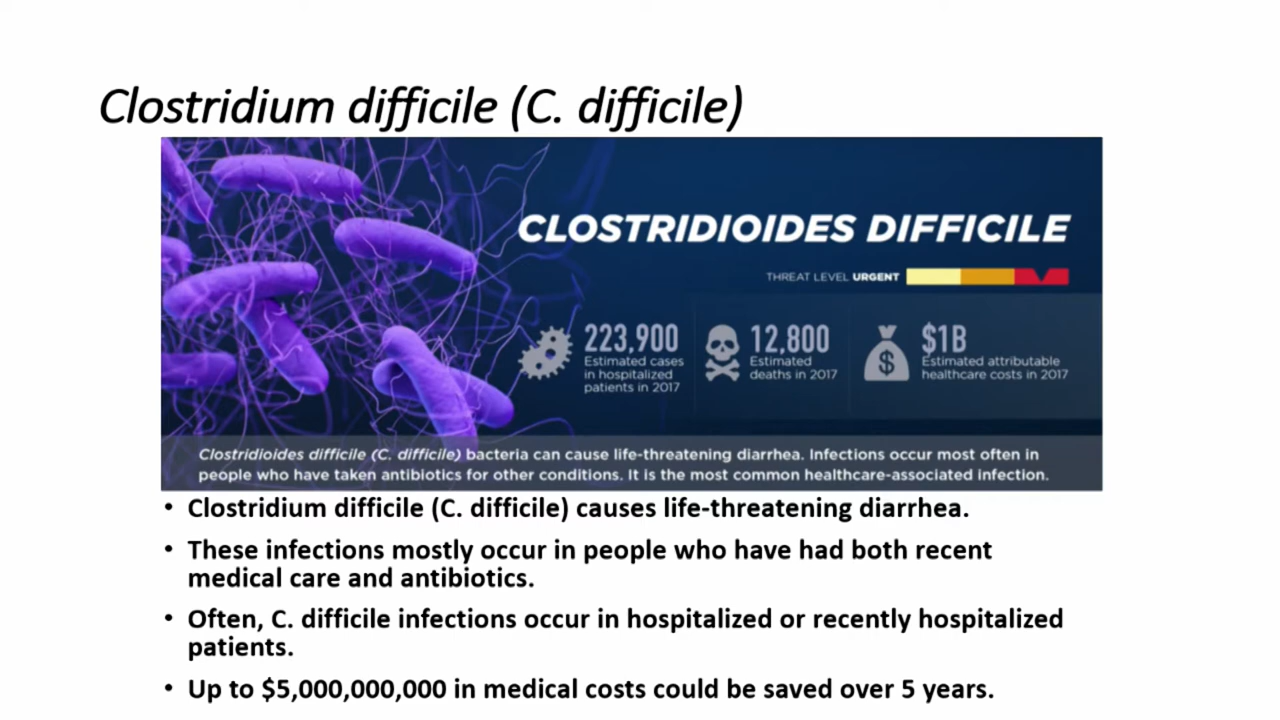 Clostridium difficile (C. difficile)
CLOSTRIDIOIDES DIFFICILE
THREAT LEVEL URGENT
223,900
Estimated cases
in hospitalized
patients in 2017
12,800
Estimated
deaths in 2017
$1B
Estimated attributable
healthcare costs in 2017
Clostridioides difficile (C. difficile) bacteria can cause life-threatening diarrhea. Infections occur most often in
people who have taken antibiotics for other conditions. It is the most common healthcare-associated infection.
• Clostridium difficile (C. difficile) causes life-threatening diarrhea.
• These infections mostly occur in people who have had both recent
medical care and antibiotics.
• Often, C. difficile infections occur in hospitalized or recently hospitalized
patients.
• Up to $5,000,000,000 in medical costs could be saved over 5 years.